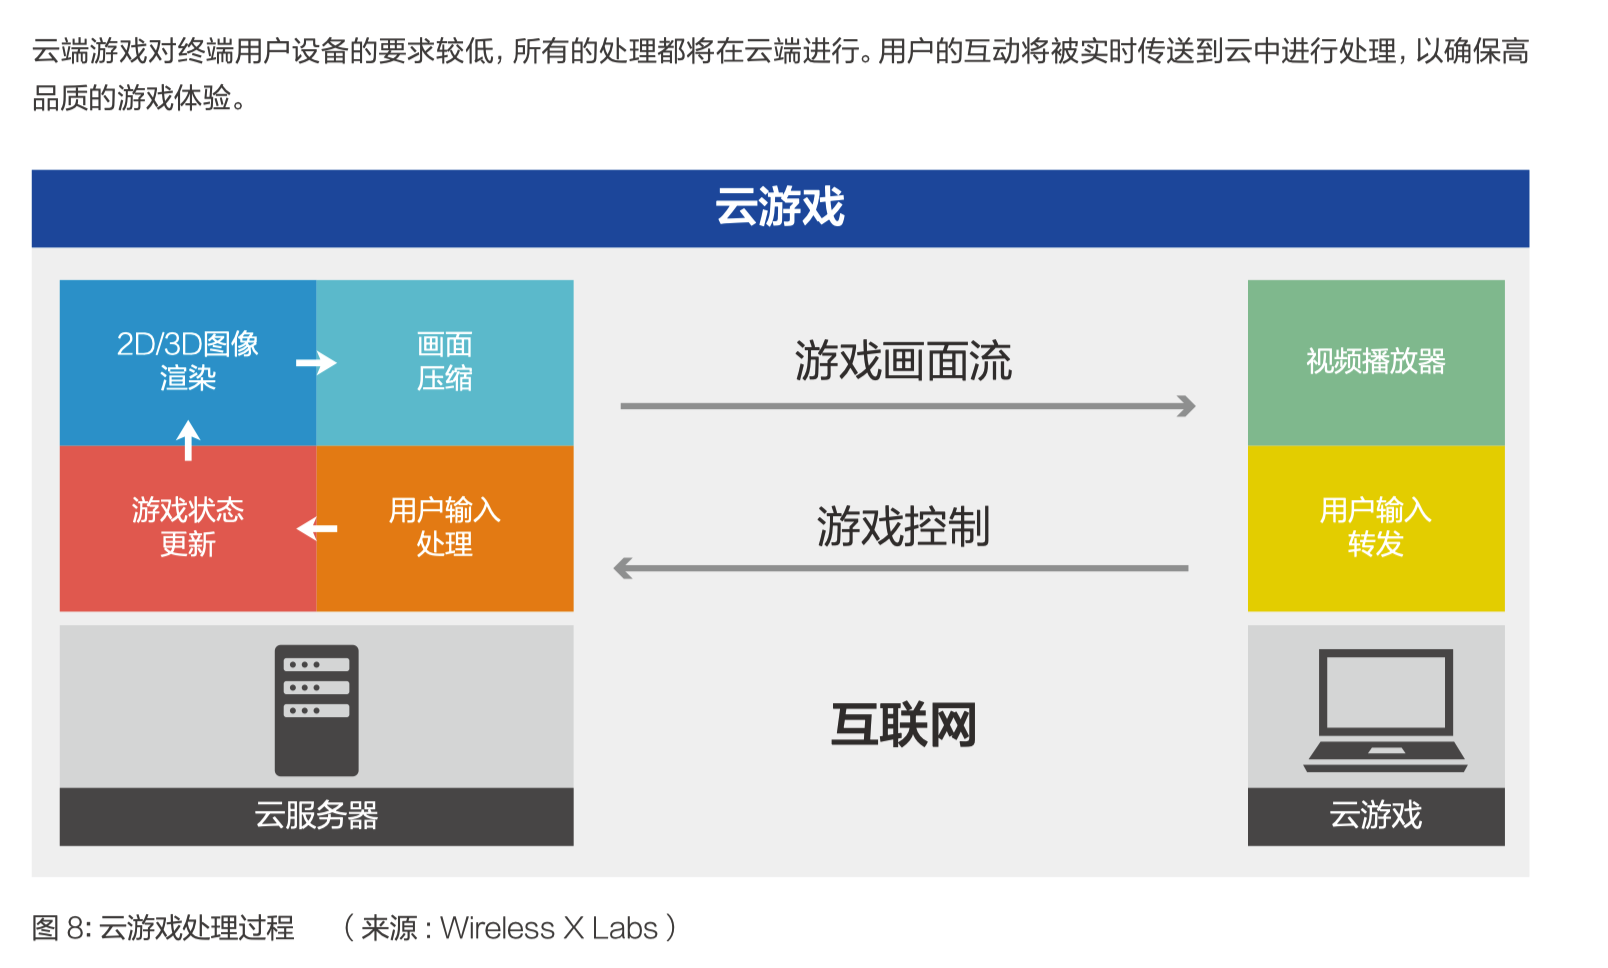 云端游戏对终端用户设备的要求较低，所有的处理都将在云端进行。用户的互动将被实时传送到云中进行处理，以确保高
品质的游戏体验。
云游戏
2D/3D图像
渲染
画面
压缩
游戏画面流
视频播放器
游戏状态
更新
用户输入
处理
游戏控制
用户输入
转发
互联网
云服务器
云游戏
图 8: 云游戏处理过程 （来源 : Wireless X Labs）